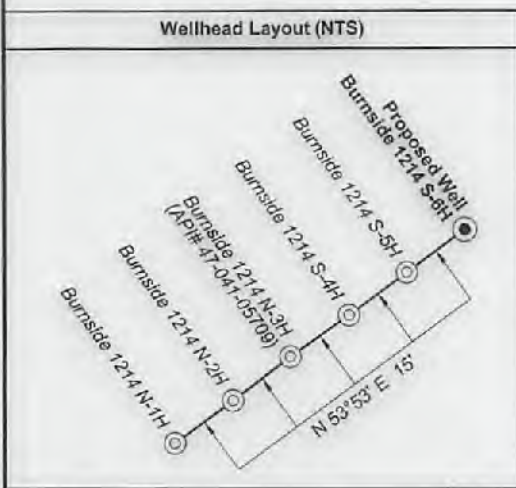 Wellhead Layout (NTS)
Proposed Well
Burnside 1214 S-6H
Burnside 1214 S-5H
Burnside 1214 S-4H
Burnside 1214 N-3H
(API# 47-041-05709)
Burnside 1214 N-2H
Burnside 1214 N-1H
N 53°53' E 15'